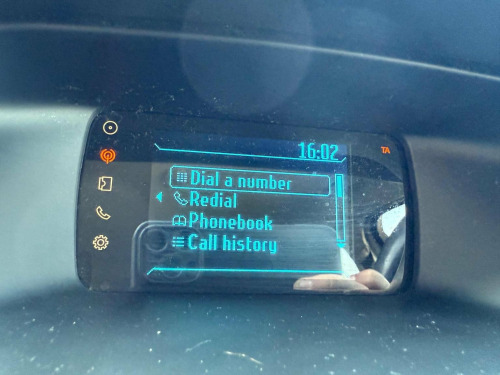 16:02
TA
Dial a number
Redial
Phonebook
Call history